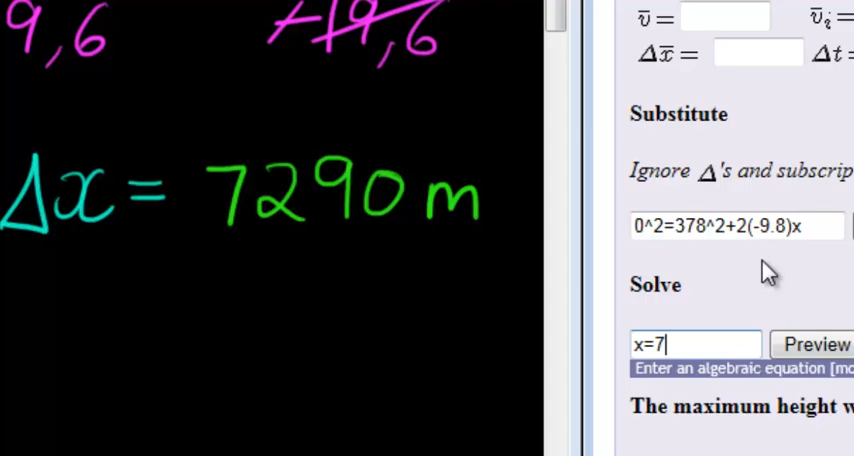 9,6
-19,6
Δx = 7290 m
v̄ =
v̄ᵢ =
Δx̄ =
Δt =
Substitute
Ignore Δ's and subscrip
0^2=378^2+2(-9.8)x
Solve
x=7
Preview
Enter an algebraic equation [mo
The maximum height w